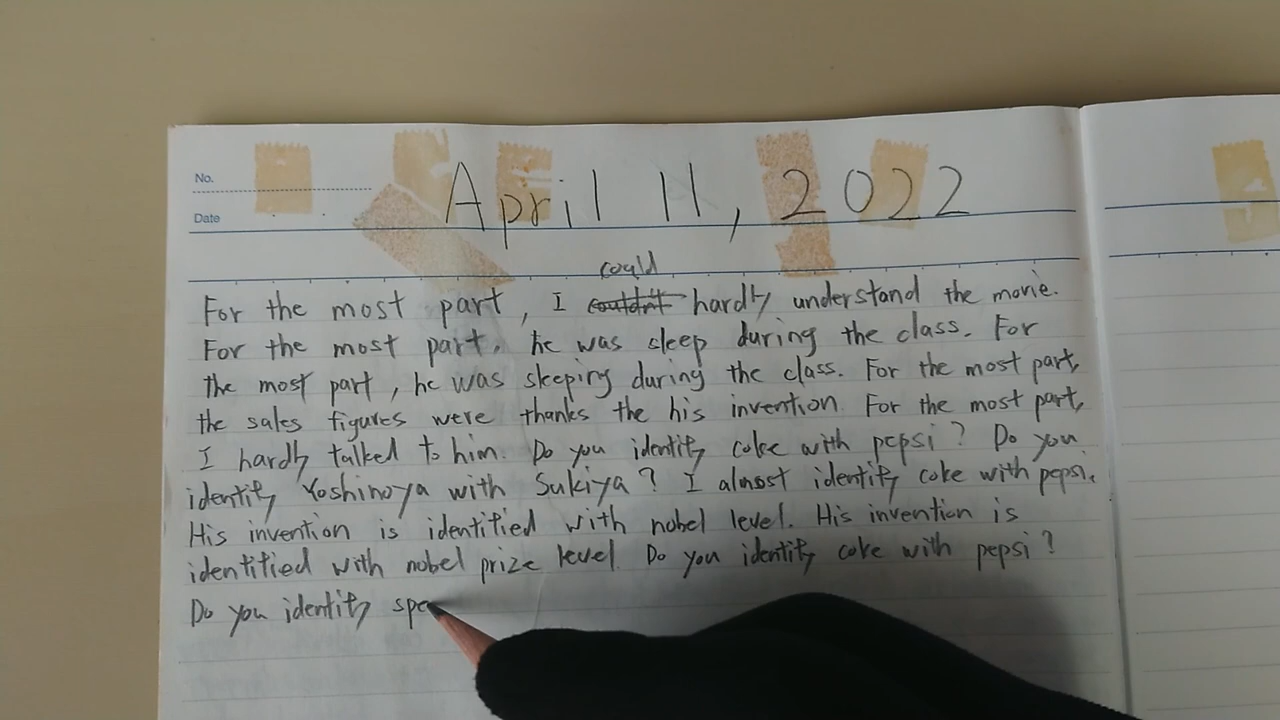 No.
April 11, 2022
Date
could
For the most part, I couldn't hardly understand the movie.
For the most part, he was sleep during the class. For
the most part, he was sleeping during the class. For the most part,
the sales figures were thanks the his invention. For the most part,
I hardly talked to him. Do you identify coke with pepsi? Do you
identify Yoshinoya with Sukiya? I almost identify coke with pepsi.
His invention is identified with nobel level. His invention is
identified with nobel prize level. Do you identify coke with pepsi?
Do you identify spe